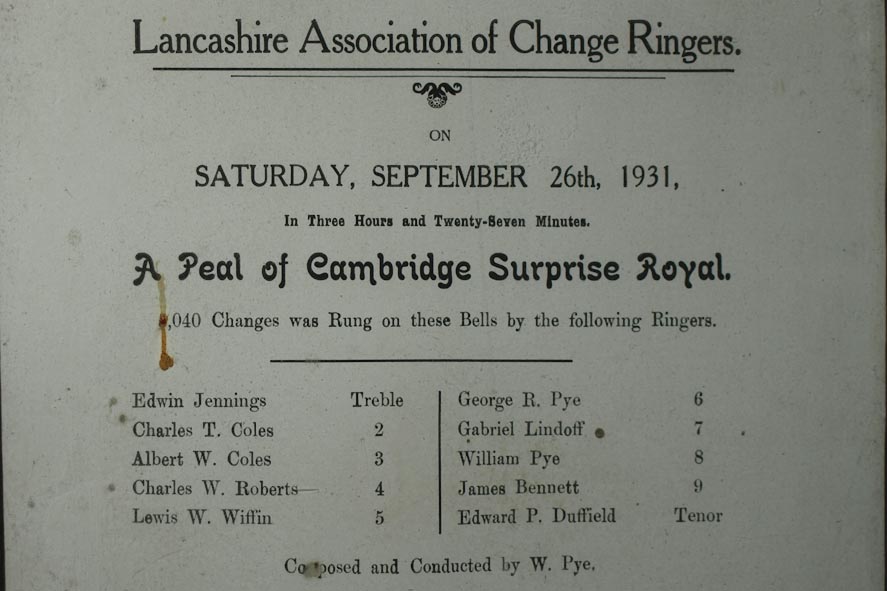 Lancashire Association of Change Ringers.
ON
SATURDAY, SEPTEMBER 26th, 1931,
In Three Hours and Twenty-Seven Minutes.
A Peal of Cambridge Surprise Royal.
,040 Changes was Rung on these Bells by the following Ringers.
Edwin Jennings Treble
Charles T. Coles 2
Albert W. Coles 3
Charles W. Roberts 4
Lewis W. Wiffin 5
George R. Pye 6
Gabriel Lindoff 7
William Pye 8
James Bennett 9
Edward P. Duffield Tenor
Composed and Conducted by W. Pye.